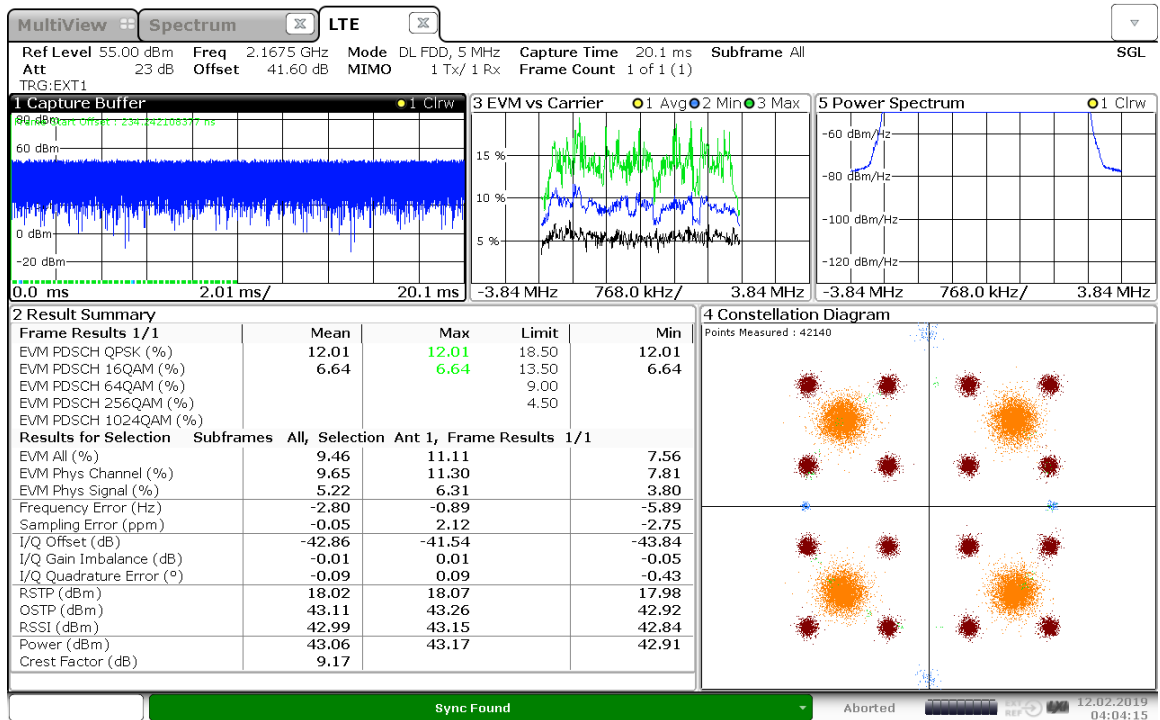 MultiView Spectrum LTE
Ref Level 55.00 dBm Freq 2.1675 GHz Mode DL FDD, 5 MHz Capture Time 20.1 ms Subframe All SGL
Att 23 dB Offset 41.60 dB MIMO 1 Tx/ 1 Rx Frame Count 1 of 1 (1)
TRG:EXT1
1 Capture Buffer 1 Clrw
80 dBm
Frame Start Offset : 234.242108377 ns
60 dBm
0 dBm
-20 dBm
0.0 ms 2.01 ms/ 20.1 ms
3 EVM vs Carrier 1 Avg 2 Min 3 Max
15 %
10 %
5 %
-3.84 MHz 768.0 kHz/ 3.84 MHz
5 Power Spectrum 1 Clrw
-60 dBm/Hz
-80 dBm/Hz
-100 dBm/Hz
-120 dBm/Hz
-3.84 MHz 768.0 kHz/ 3.84 MHz
2 Result Summary
Frame Results 1/1 Mean Max Limit Min
EVM PDSCH QPSK (%) 12.01 12.01 18.50 12.01
EVM PDSCH 16QAM (%) 6.64 6.64 13.50 6.64
EVM PDSCH 64QAM (%) 9.00
EVM PDSCH 256QAM (%) 4.50
EVM PDSCH 1024QAM (%)
Results for Selection Subframes All, Selection Ant 1, Frame Results 1/1
EVM All (%) 9.46 11.11 7.56
EVM Phys Channel (%) 9.65 11.30 7.81
EVM Phys Signal (%) 5.22 6.31 3.80
Frequency Error (Hz) -2.80 -0.89 -5.89
Sampling Error (ppm) -0.05 2.12 -2.75
I/Q Offset (dB) -42.86 -41.54 -43.84
I/Q Gain Imbalance (dB) -0.01 0.01 -0.05
I/Q Quadrature Error (°) -0.09 0.09 -0.43
RSTP (dBm) 18.02 18.07 17.98
OSTP (dBm) 43.11 43.26 42.92
RSSI (dBm) 42.99 43.15 42.84
Power (dBm) 43.06 43.17 42.91
Crest Factor (dB) 9.17
4 Constellation Diagram
Points Measured : 42140
Sync Found Aborted
EXT
REF
12.02.2019
04:04:15